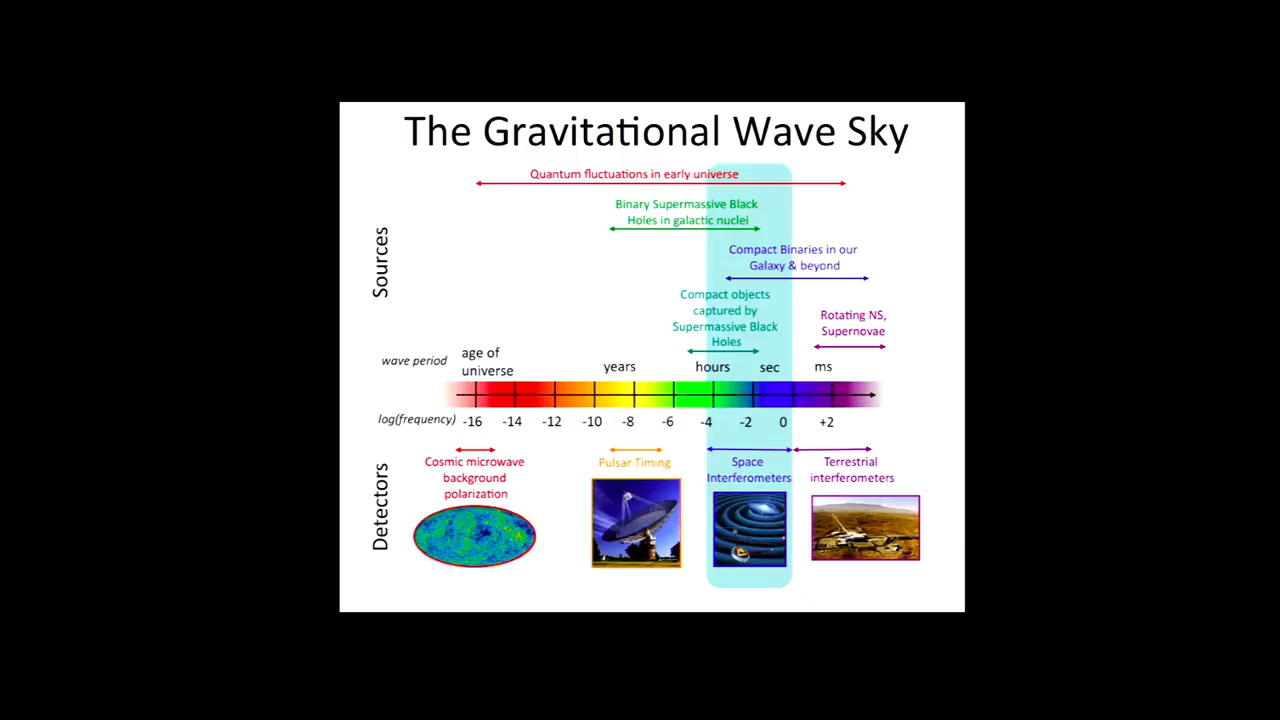 The Gravitational Wave Sky
Quantum fluctuations in early universe
Binary Supermassive Black
Holes in galactic nuclei
Compact Binaries in our
Galaxy & beyond
Compact objects
captured by
Supermassive Black
Holes
Rotating NS,
Supernovae
Sources
wave period
age of
universe
years
hours
sec
ms
log(frequency)
-16 -14 -12 -10 -8 -6 -4 -2 0 +2
Detectors
Cosmic microwave
background
polarization
Pulsar Timing
Space
Interferometers
Terrestrial
interferometers